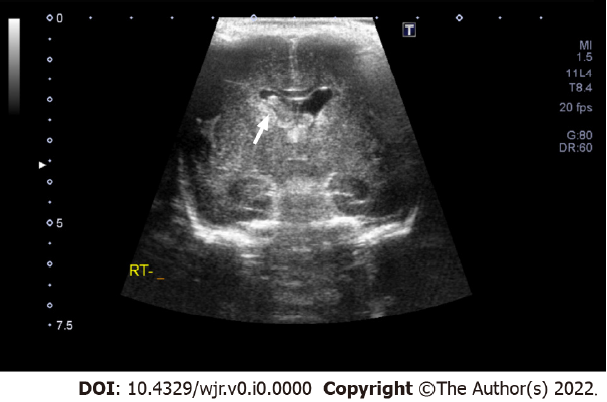 0
T
MI
1.5
11L4
T8.4
20 fps
G:80
DR:60
5
RT-_
7.5
DOI: 10.4329/wjr.v0.i0.0000 Copyright ©The Author(s) 2022.